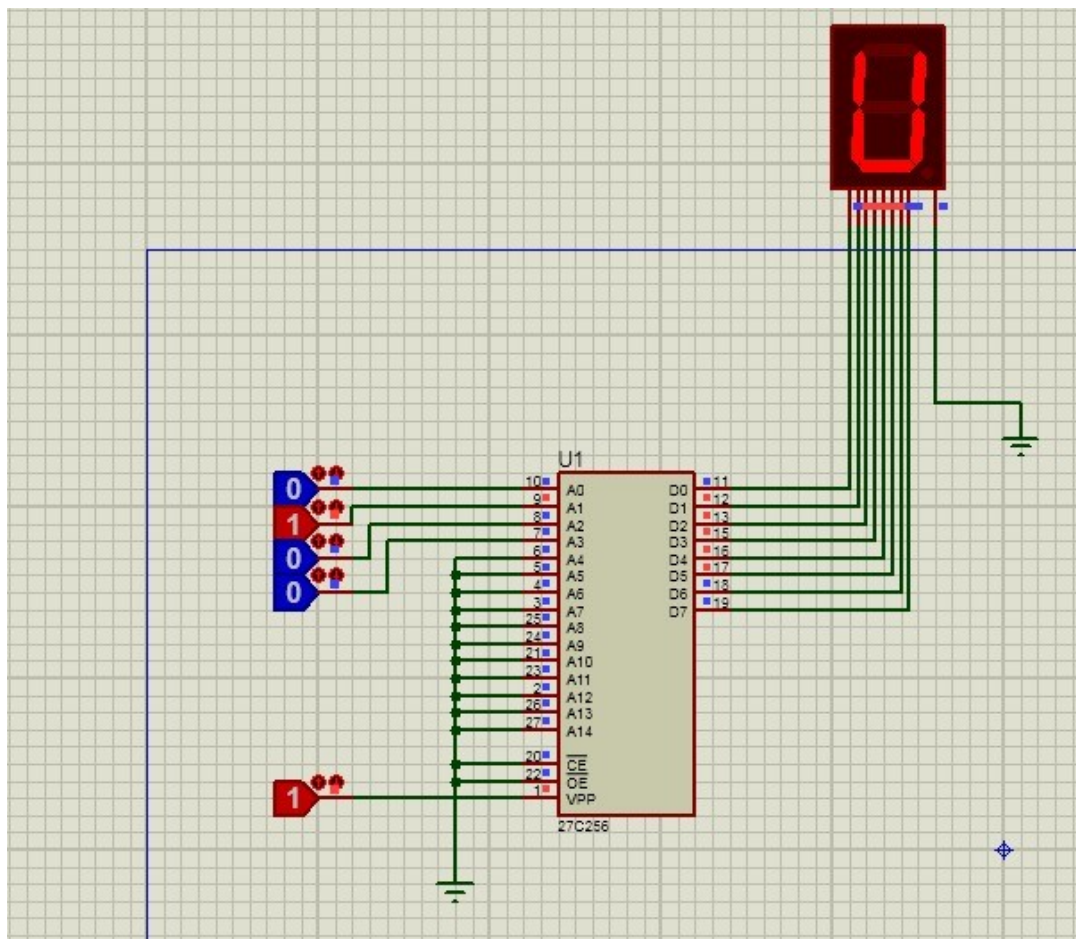 U
U1
0 10 A0 D0 11
1 9 A1 D1 12
0 8 A2 D2 13
0 7 A3 D3 15
6 A4 D4 16
5 A5 D5 17
4 A6 D6 18
3 A7 D7 19
25 A8
24 A9
21 A10
23 A11
2 A12
26 A13
27 A14
20 CE
22 OE
1 1 VPP
27C256